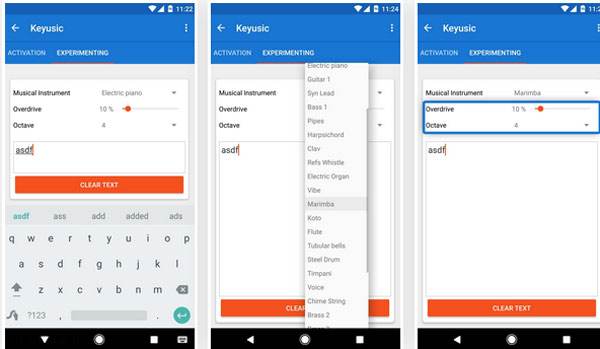 11:22
Keyusic
ACTIVATION EXPERIMENTING
Musical Instrument Electric piano
Overdrive 10 %
Octave 4
asdf
CLEAR TEXT
asdf ass add added ads
q w e r t y u i o p
a s d f g h j k l
z x c v b n m
?123 , .
11:24
Keyusic
ACTIVATION EXPERIMENTING
Musical Instrument
Overdrive
Octave
asdf
Electric piano
Guitar 1
Syn Lead
Bass 1
Pipes
Harpsichord
Clav
Refs Whistle
Electric Organ
Vibe
Marimba
Koto
Flute
Tubular bells
Steel Drum
Timpani
Voice
Chime String
Brass 2
CLEAR
Keyusic
ACTIVATION EXPERIMENTING
Musical Instrument Marimba
Overdrive 10 %
Octave 4
asdf
CLEAR TEXT